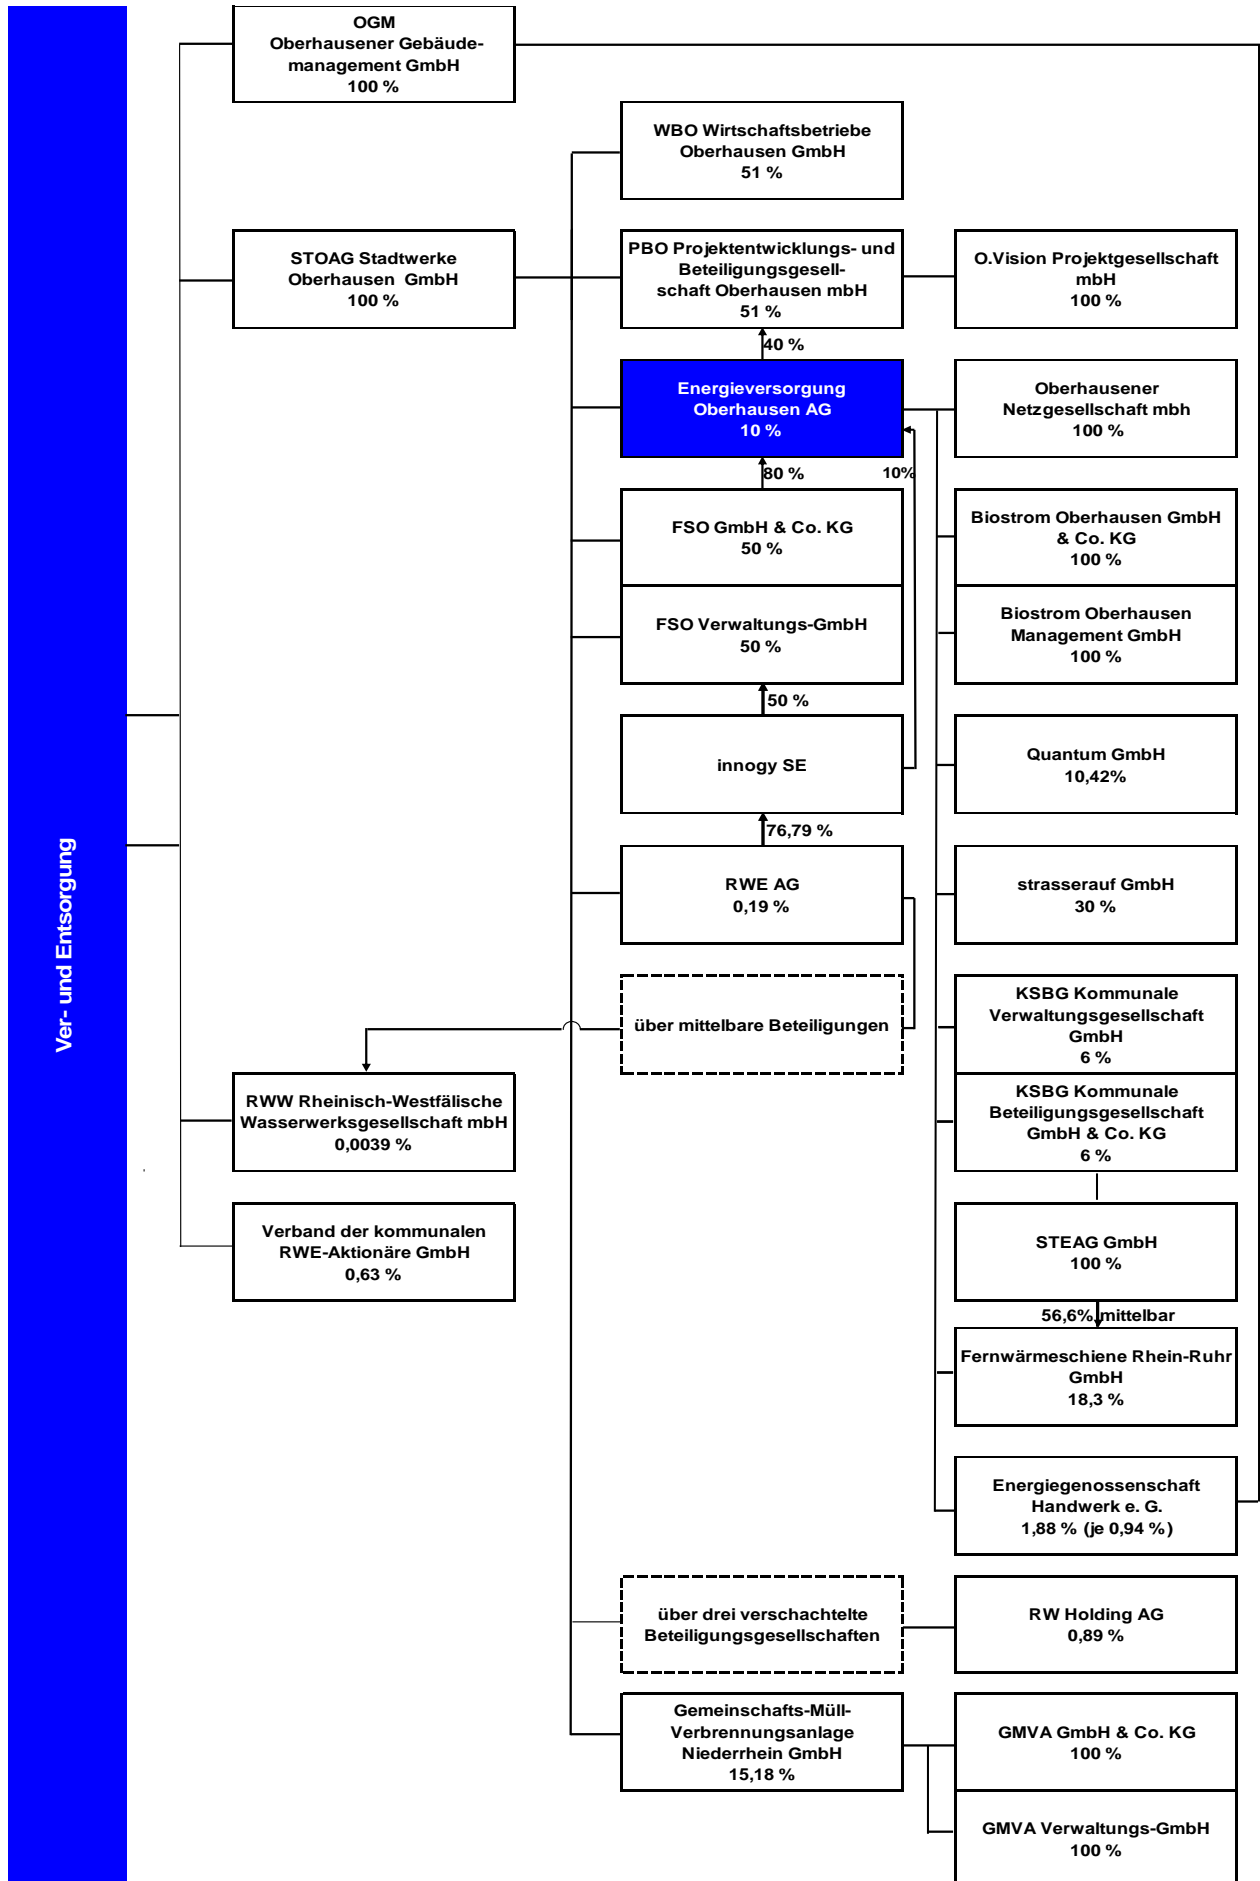 Ver- und Entsorgung
OGM
Oberhausener Gebäude-
management GmbH
100 %
WBO Wirtschaftsbetriebe
Oberhausen GmbH
51 %
STOAG Stadtwerke
Oberhausen GmbH
100 %
PBO Projektentwicklungs- und
Beteiligungsgesell-
schaft Oberhausen mbH
51 %
O.Vision Projektgesellschaft
mbH
100 %
40 %
Energieversorgung
Oberhausen AG
10 %
Oberhausener
Netzgesellschaft mbh
100 %
80 %
10%
FSO GmbH & Co. KG
50 %
Biostrom Oberhausen GmbH
& Co. KG
100 %
FSO Verwaltungs-GmbH
50 %
Biostrom Oberhausen
Management GmbH
100 %
50 %
innogy SE
Quantum GmbH
10,42%
76,79 %
RWE AG
0,19 %
strasserauf GmbH
30 %
über mittelbare Beteiligungen
KSBG Kommunale
Verwaltungsgesellschaft
GmbH
6 %
RWW Rheinisch-Westfälische
Wasserwerksgesellschaft mbH
0,0039 %
KSBG Kommunale
Beteiligungsgesellschaft
GmbH & Co. KG
6 %
Verband der kommunalen
RWE-Aktionäre GmbH
0,63 %
STEAG GmbH
100 %
56,6% mittelbar
Fernwärmeschiene Rhein-Ruhr
GmbH
18,3 %
Energiegenossenschaft
Handwerk e. G.
1,88 % (je 0,94 %)
über drei verschachtelte
Beteiligungsgesellschaften
RW Holding AG
0,89 %
Gemeinschafts-Müll-
Verbrennungsanlage
Niederrhein GmbH
15,18 %
GMVA GmbH & Co. KG
100 %
GMVA Verwaltungs-GmbH
100 %